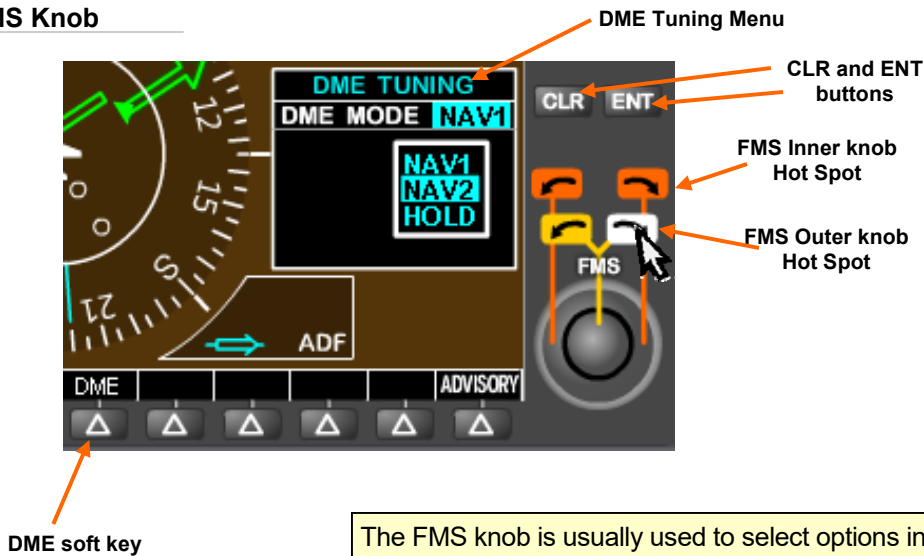 MS Knob
DME Tuning Menu
CLR and ENT
buttons
FMS Inner knob
Hot Spot
FMS Outer knob
Hot Spot
DME TUNING
DME MODE NAV1
NAV1
NAV2
HOLD
CLR ENT
FMS
12
15
S
21
ADF
DME
ADVISORY
DME soft key
The FMS knob is usually used to select options in